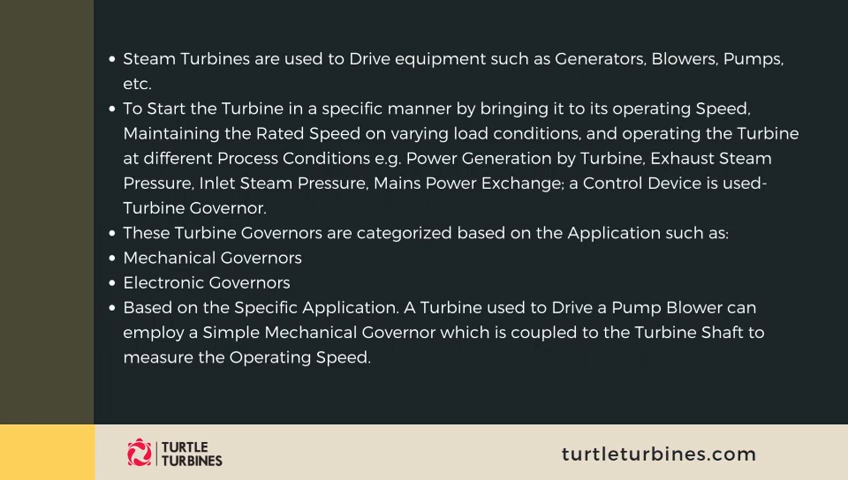 • Steam Turbines are used to Drive equipment such as Generators, Blowers, Pumps,
etc.
• To Start the Turbine in a specific manner by bringing it to its operating Speed,
Maintaining the Rated Speed on varying load conditions, and operating the Turbine
at different Process Conditions e.g. Power Generation by Turbine, Exhaust Steam
Pressure, Inlet Steam Pressure, Mains Power Exchange; a Control Device is used-
Turbine Governor.
• These Turbine Governors are categorized based on the Application such as:
• Mechanical Governors
• Electronic Governors
• Based on the Specific Application. A Turbine used to Drive a Pump Blower can
employ a Simple Mechanical Governor which is coupled to the Turbine Shaft to
measure the Operating Speed.
TURTLE
TURBINES
turtleturbines.com